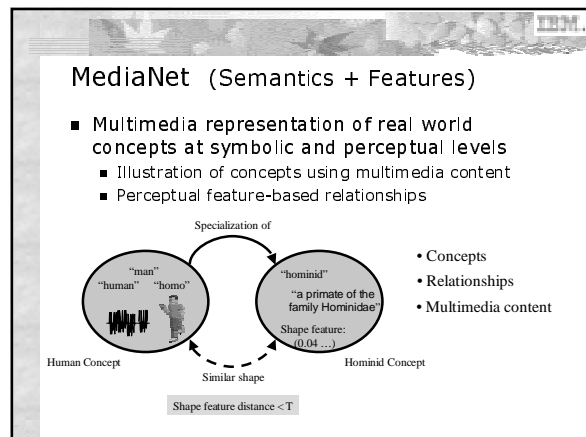 IBM.
MediaNet (Semantics + Features)
■ Multimedia representation of real world
concepts at symbolic and perceptual levels
■ Illustration of concepts using multimedia content
■ Perceptual feature-based relationships
Specialization of
“man”
“human” “homo”
“hominid”
“a primate of the
family Hominidae”
Shape feature:
(0.04 ...)
Human Concept
Hominid Concept
Similar shape
Shape feature distance < T
• Concepts
• Relationships
• Multimedia content